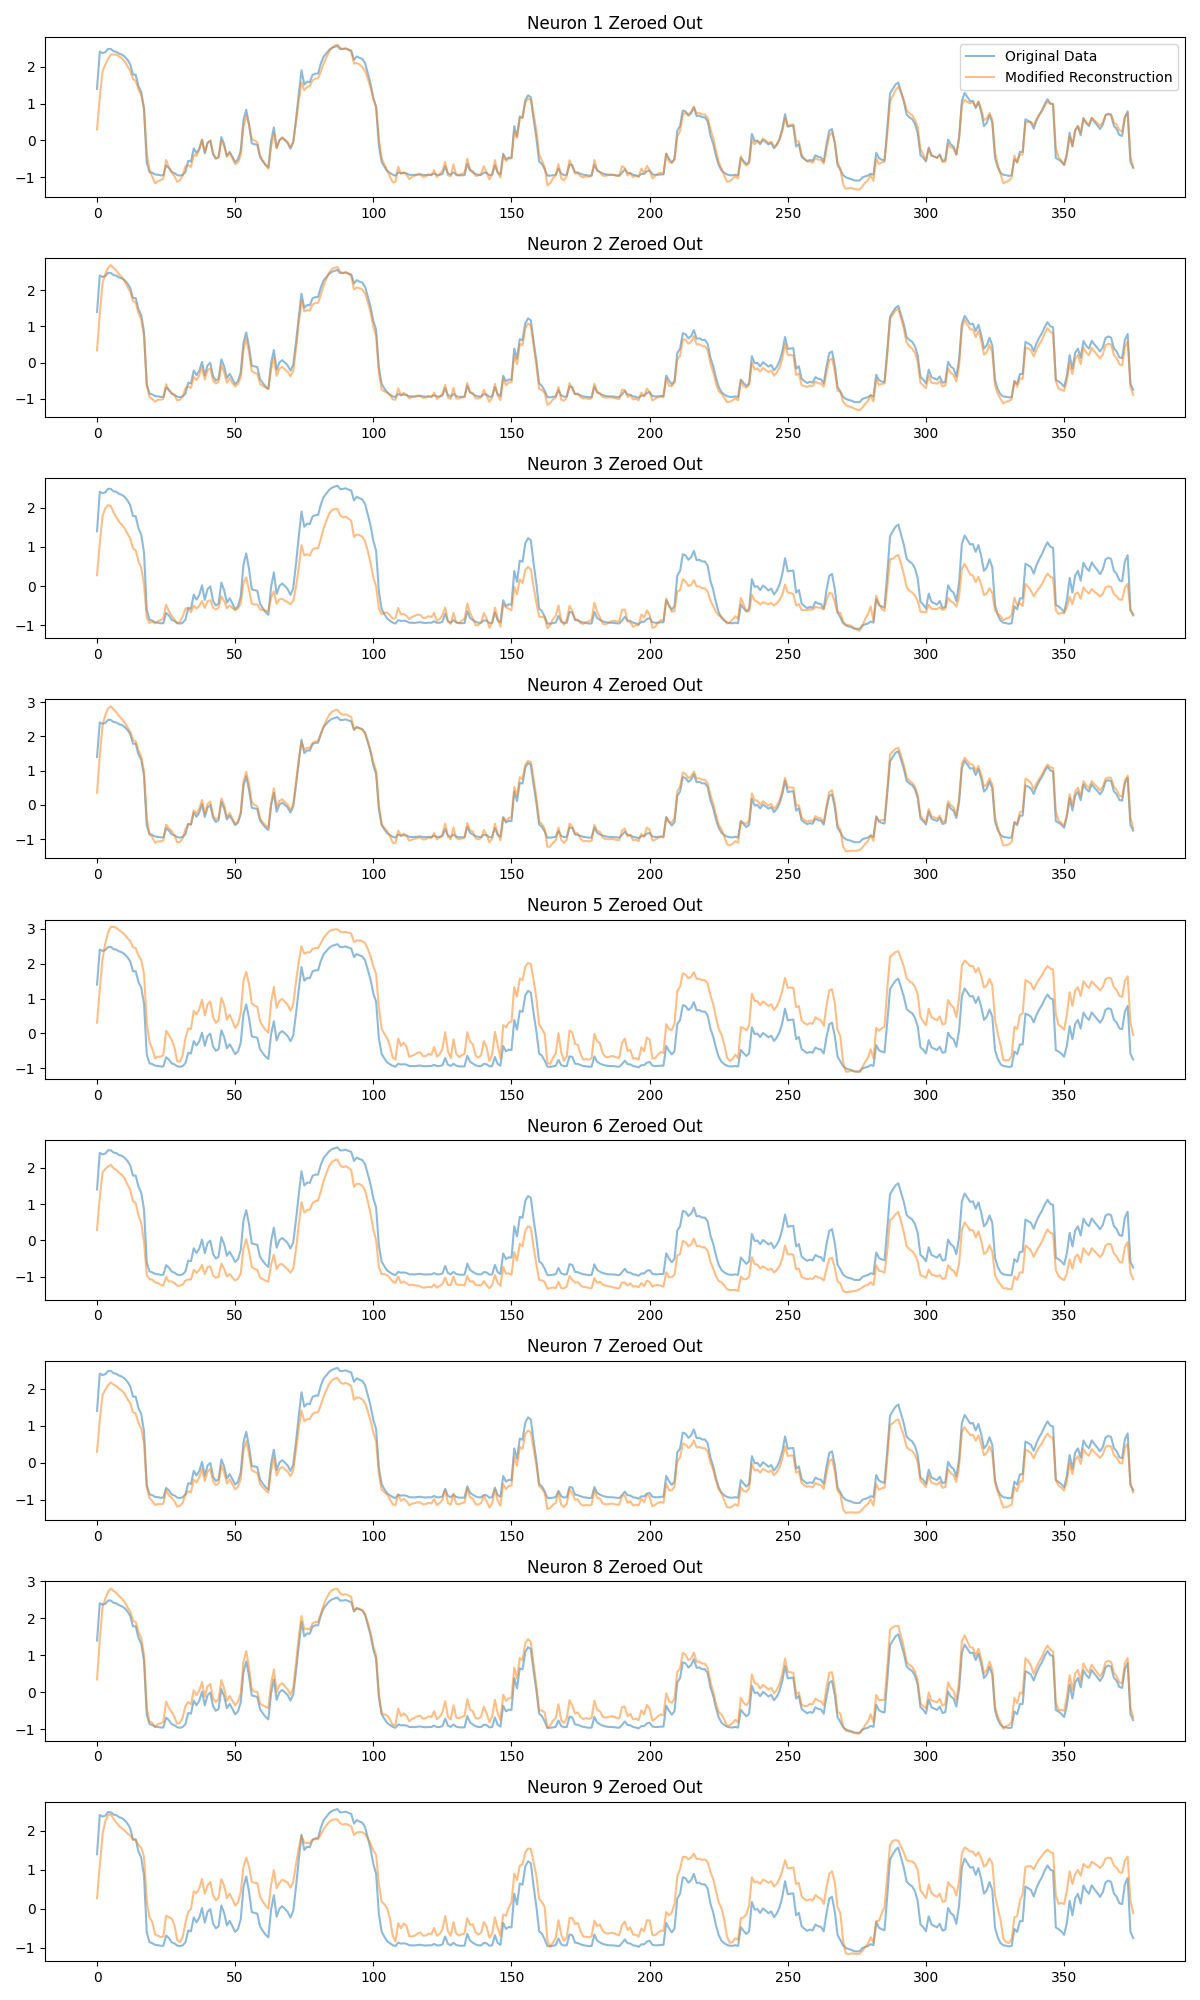 Neuron 1 Zeroed Out
Original Data
Modified Reconstruction
2
1
0
−1
0 50 100 150 200 250 300 350
Neuron 2 Zeroed Out
2
1
0
−1
0 50 100 150 200 250 300 350
Neuron 3 Zeroed Out
2
1
0
−1
0 50 100 150 200 250 300 350
Neuron 4 Zeroed Out
3
2
1
0
−1
0 50 100 150 200 250 300 350
Neuron 5 Zeroed Out
3
2
1
0
−1
0 50 100 150 200 250 300 350
Neuron 6 Zeroed Out
2
1
0
−1
0 50 100 150 200 250 300 350
Neuron 7 Zeroed Out
2
1
0
−1
0 50 100 150 200 250 300 350
Neuron 8 Zeroed Out
3
2
1
0
−1
0 50 100 150 200 250 300 350
Neuron 9 Zeroed Out
2
1
0
−1
0 50 100 150 200 250 300 350